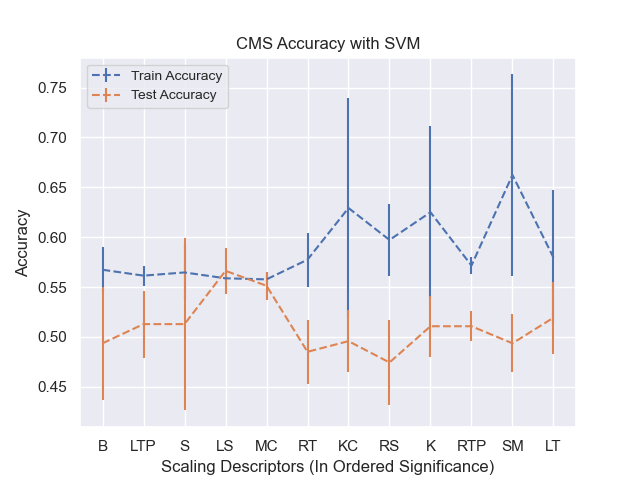 CMS Accuracy with SVM
Train Accuracy
Test Accuracy
0.75
0.70
0.65
0.60
0.55
0.50
0.45
Accuracy
B LTP S LS MC RT KC RS K RTP SM LT
Scaling Descriptors (In Ordered Significance)